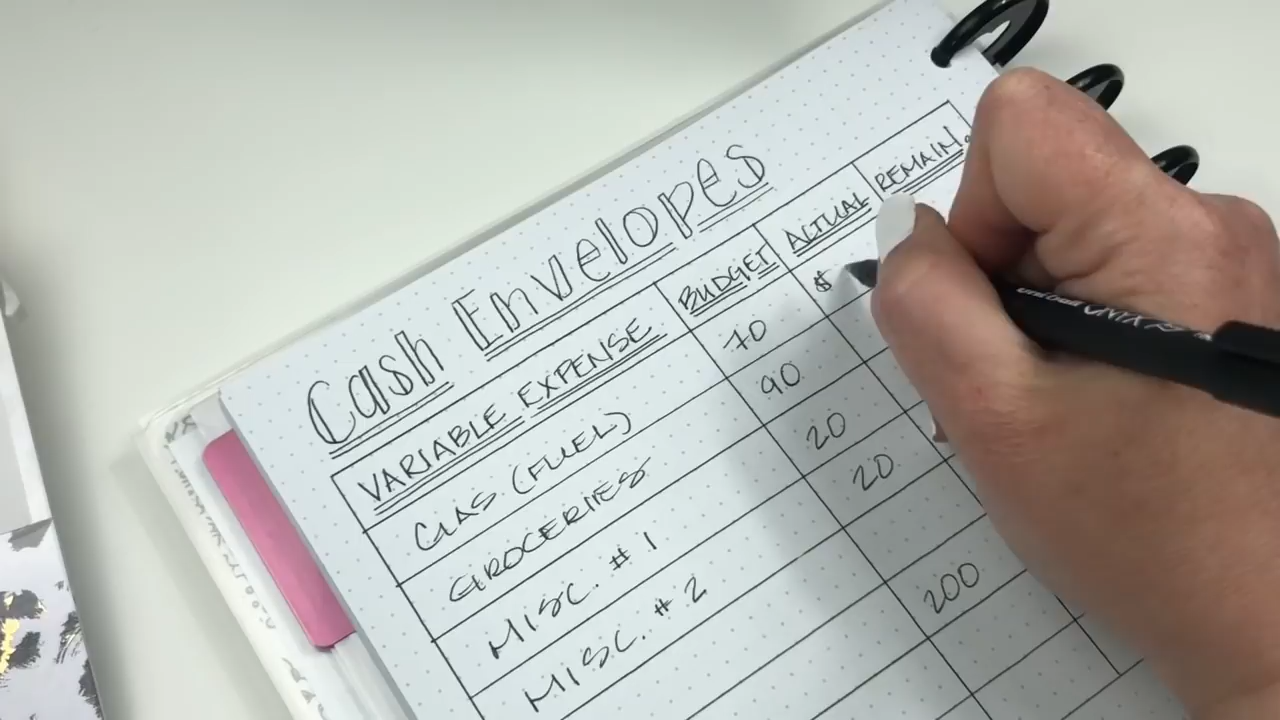 Cash Envelopes
VARIABLE EXPENSE BUDGET ACTUAL REMAIN.
GAS (FUEL) 70 $
GROCERIES 90
MISC. #1 20
MISC. #2 20
200